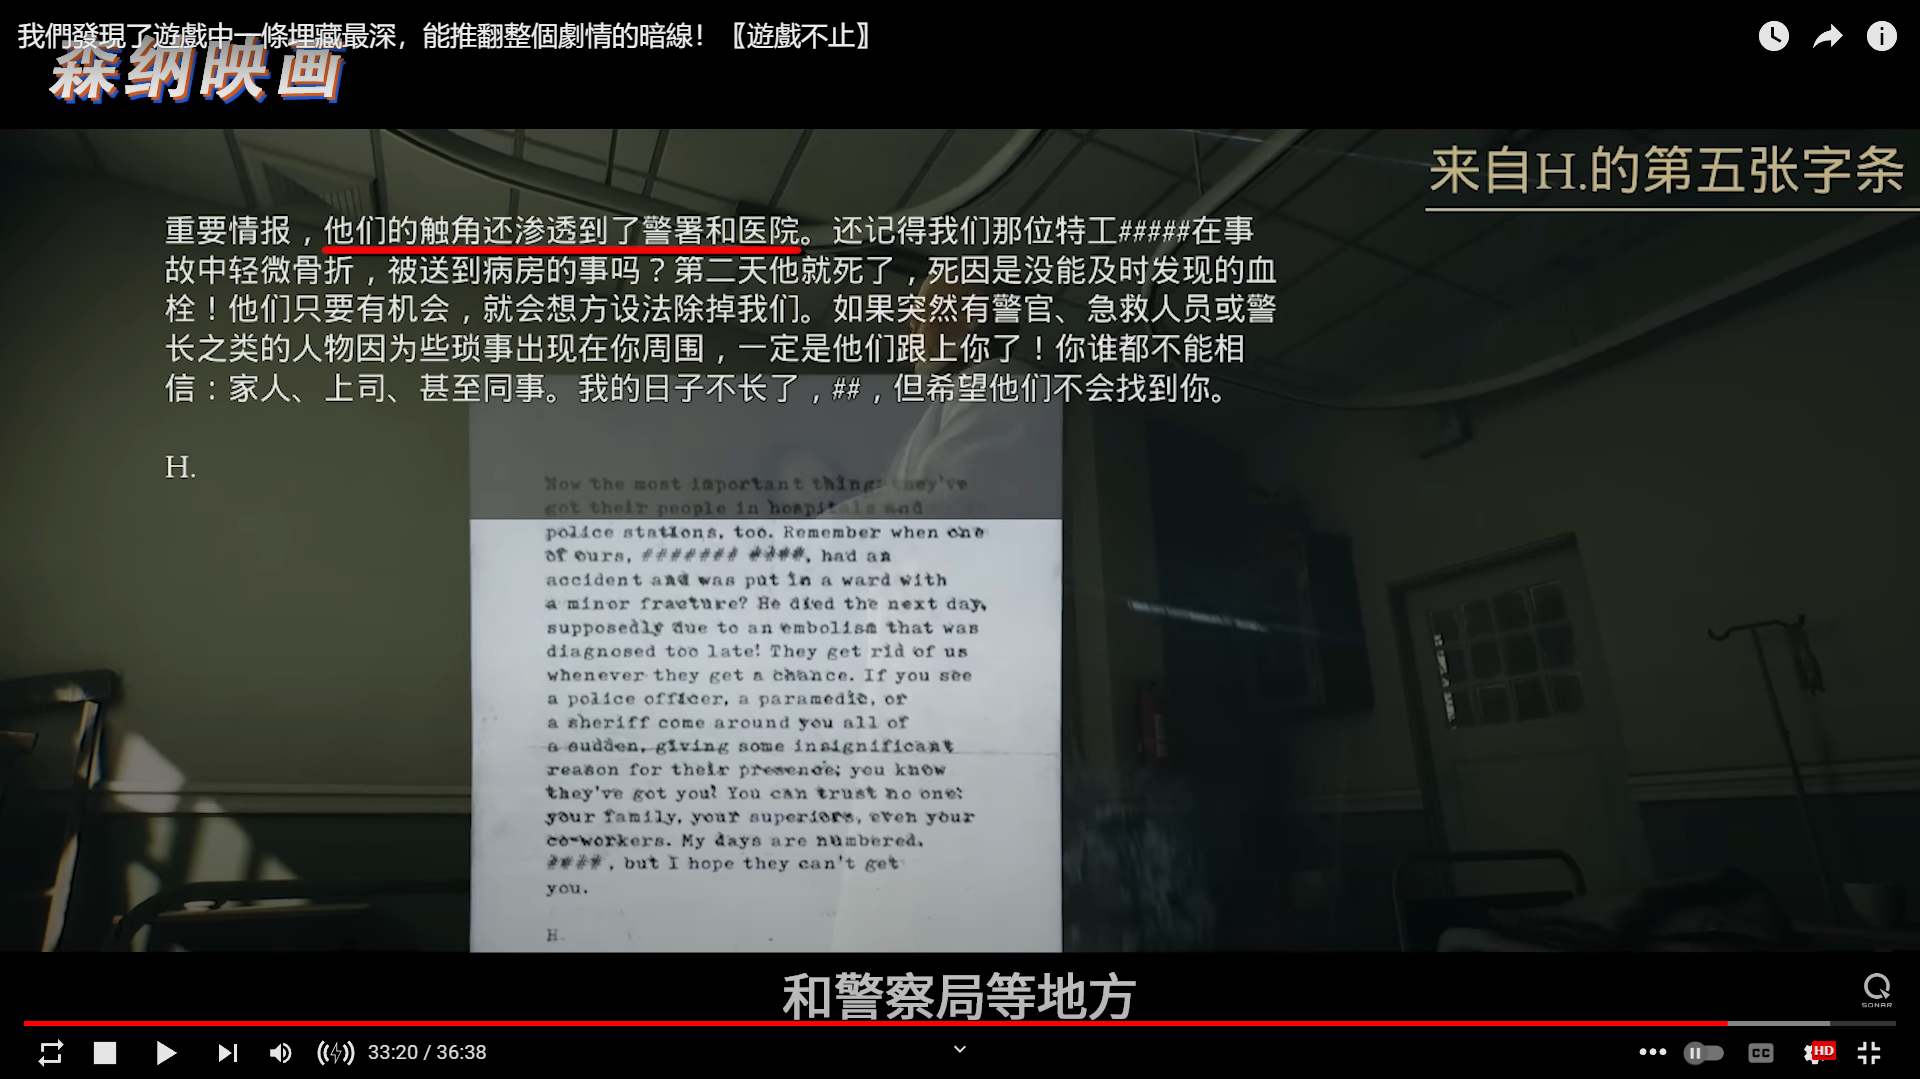 我們發現了遊戲中一條埋藏最深，能推翻整個劇情的暗線！【遊戲不止】
森纳映画
来自H.的第五张字条
重要情报，他们的触角还渗透到了警署和医院。还记得我们那位特工#####在事
故中轻微骨折，被送到病房的事吗？第二天他就死了，死因是没能及时发现的血
栓！他们只要有机会，就会想方设法除掉我们。如果突然有警官、急救人员或警
长之类的人物因为些琐事出现在你周围，一定是他们跟上你了！你谁都不能相
信：家人、上司、甚至同事。我的日子不长了，##，但希望他们不会找到你。
H.
Now the most important thing: they've
got their people in hospitals and
police stations, too. Remember when one
of ours, ####### ####, had an
accident and was put in a ward with
a minor fracture? He died the next day,
supposedly due to an embolism that was
diagnosed too late! They get rid of us
whenever they get a chance. If you see
a police officer, a paramedic, or
a sheriff come around you all of
a sudden, giving some insignificant
reason for their presence; you know
they've got you! You can trust no one:
your family, your superiors, even your
co-workers. My days are numbered,
####, but I hope they can't get
you.
H.
和警察局等地方
SONAR
33:20 / 36:38
CC
HD